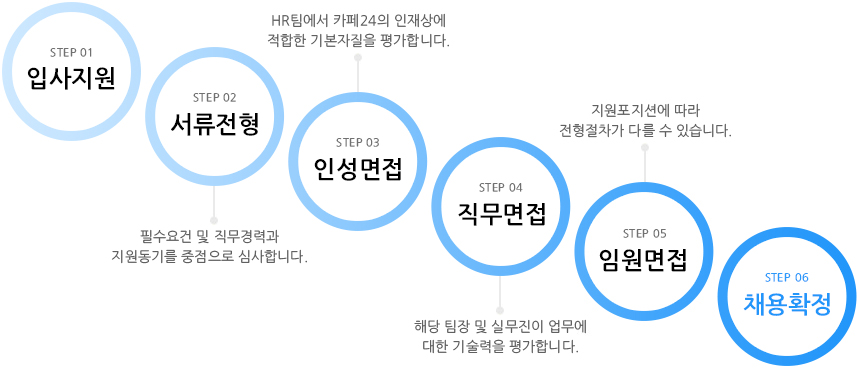 STEP 01
입사지원
STEP 02
서류전형
필수요건 및 직무경력과
지원동기를 중점으로 심사합니다.
HR팀에서 카페24의 인재상에
적합한 기본자질을 평가합니다.
STEP 03
인성면접
STEP 04
직무면접
해당 팀장 및 실무진이 업무에
대한 기술력을 평가합니다.
지원포지션에 따라
전형절차가 다를 수 있습니다.
STEP 05
임원면접
STEP 06
채용확정